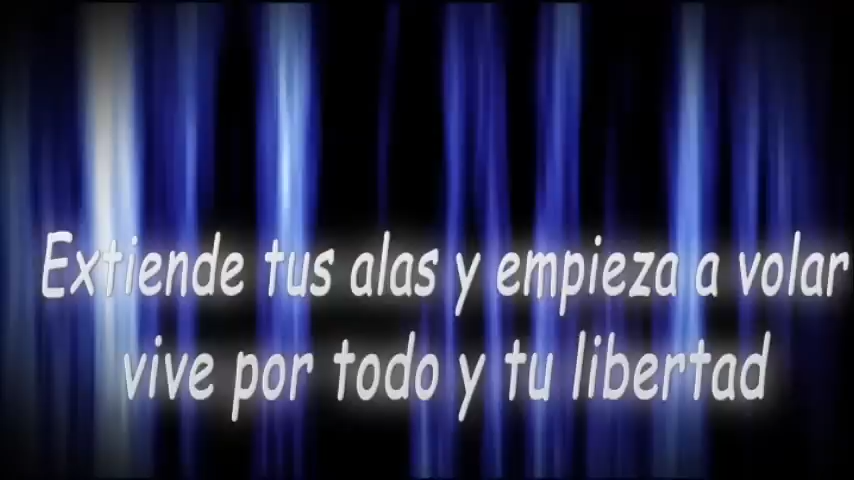 Extiende tus alas y empieza a volar
vive por todo y tu libertad